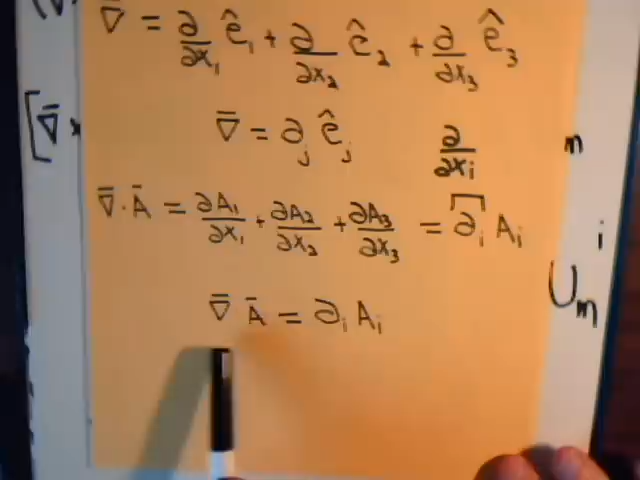 ∇̄ = ∂/∂x₁ ê₁ + ∂/∂x₂ ê₂ + ∂/∂x₃ ê₃
[∇̄ ×
∇̄ = ∂ⱼ êⱼ ∂/∂xᵢ m
∇̄ · Ā = ∂A₁/∂x₁ + ∂A₂/∂x₂ + ∂A₃/∂x₃ = ∂ᵢ Aᵢ i
Uₘ
∇̄ Ā = ∂ᵢ Aᵢ